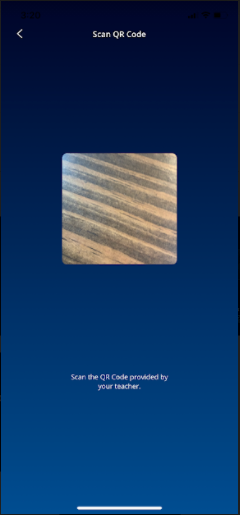 Scan QR Code
Scan the QR Code provided by
your teacher.